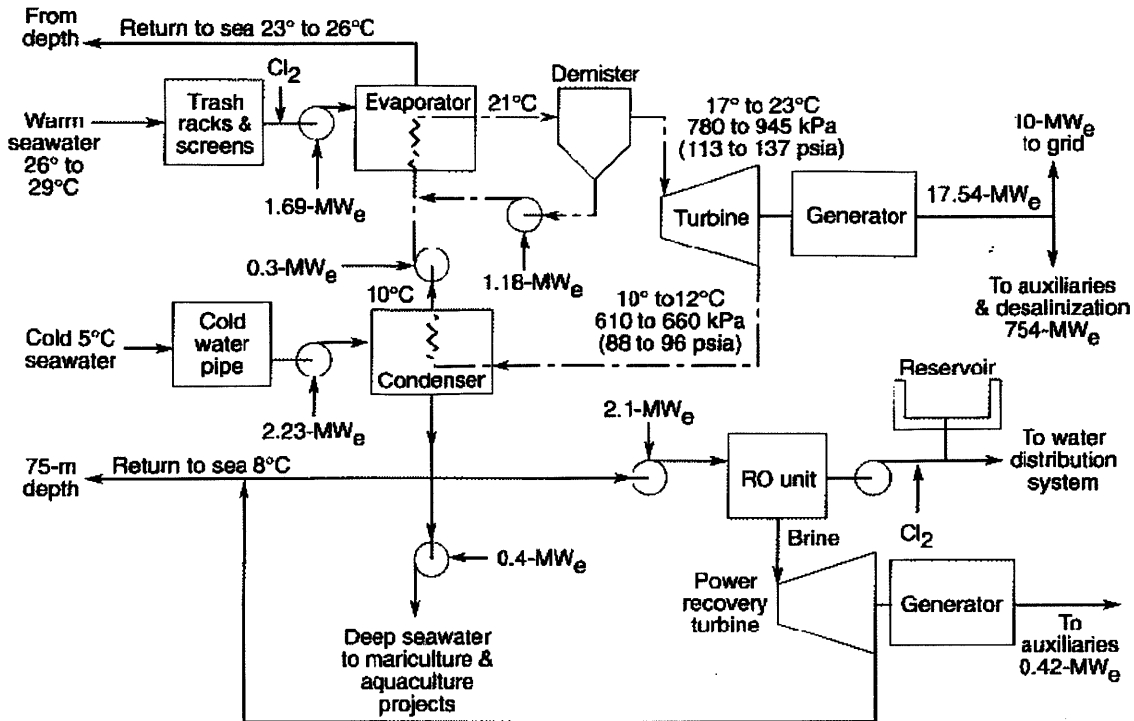 From
depth
Return to sea 23° to 26°C
Cl2
Trash
racks &
screens
Warm
seawater
26° to
29°C
1.69-MWe
Evaporator
21°C
Demister
17° to 23°C
780 to 945 kPa
(113 to 137 psia)
10-MWe
to grid
17.54-MWe
Turbine
Generator
0.3-MWe
1.18-MWe
To auxiliaries
& desalinization
754-MWe
10°C
10° to12°C
610 to 660 kPa
(88 to 96 psia)
Cold 5°C
seawater
Cold
water
pipe
Condenser
2.23-MWe
Reservoir
2.1-MWe
75-m
depth
Return to sea 8°C
RO unit
To water
distribution
system
Cl2
Brine
0.4-MWe
Power
recovery
turbine
Generator
To
auxiliaries
0.42-MWe
Deep seawater
to mariculture &
aquaculture
projects